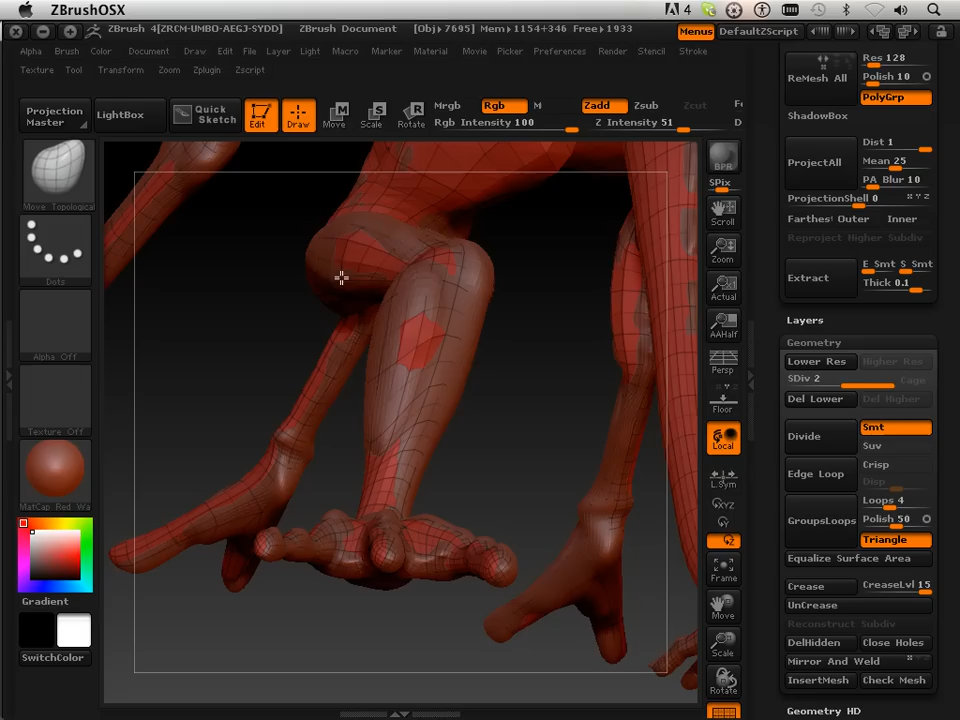 ZBrushOSX
4
ZBrush 4[ZRCM-UMBO-AEGJ-SYDD] ZBrush Document [Obj▸7695] Mem▸1154+346 Free▸1933
Menus DefaultZScript
Alpha Brush Color Document Draw Edit File Layer Light Macro Marker Material Movie Picker Preferences Render Stencil Stroke
Texture Tool Transform Zoom Zplugin Zscript
Projection Master
LightBox
Quick Sketch
Edit
Draw
Move
Scale
Rotate
Mrgb Rgb M
Rgb Intensity 100
Zadd Zsub Zcut
Z Intensity 51
Fo
D
Move Topological
Dots
Alpha Off
Texture Off
MatCap Red Wa
Gradient
SwitchColor
BPR
SPix
Scroll
Zoom
Actual
AAHalf
Persp
Floor
Local
L.Sym
XYZ
Frame
Move
Scale
Rotate
ReMesh All
Res 128
Polish 10
PolyGrp
ShadowBox
ProjectAll
Dist 1
Mean 25
PA Blur 10
ProjectionShell 0
Farthest Outer Inner
Reproject Higher Subdiv
Extract
E Smt S Smt
Thick 0.1
Layers
Geometry
Lower Res Higher Res
SDiv 2 Cage
Del Lower Del Higher
Divide
Smt
Suv
Edge Loop
Crisp
Disp
GroupsLoops
Loops 4
Polish 50
Triangle
Equalize Surface Area
Crease CreaseLvl 15
UnCrease
Reconstruct Subdiv
DelHidden Close Holes
Mirror And Weld
InsertMesh Check Mesh
Geometry HD